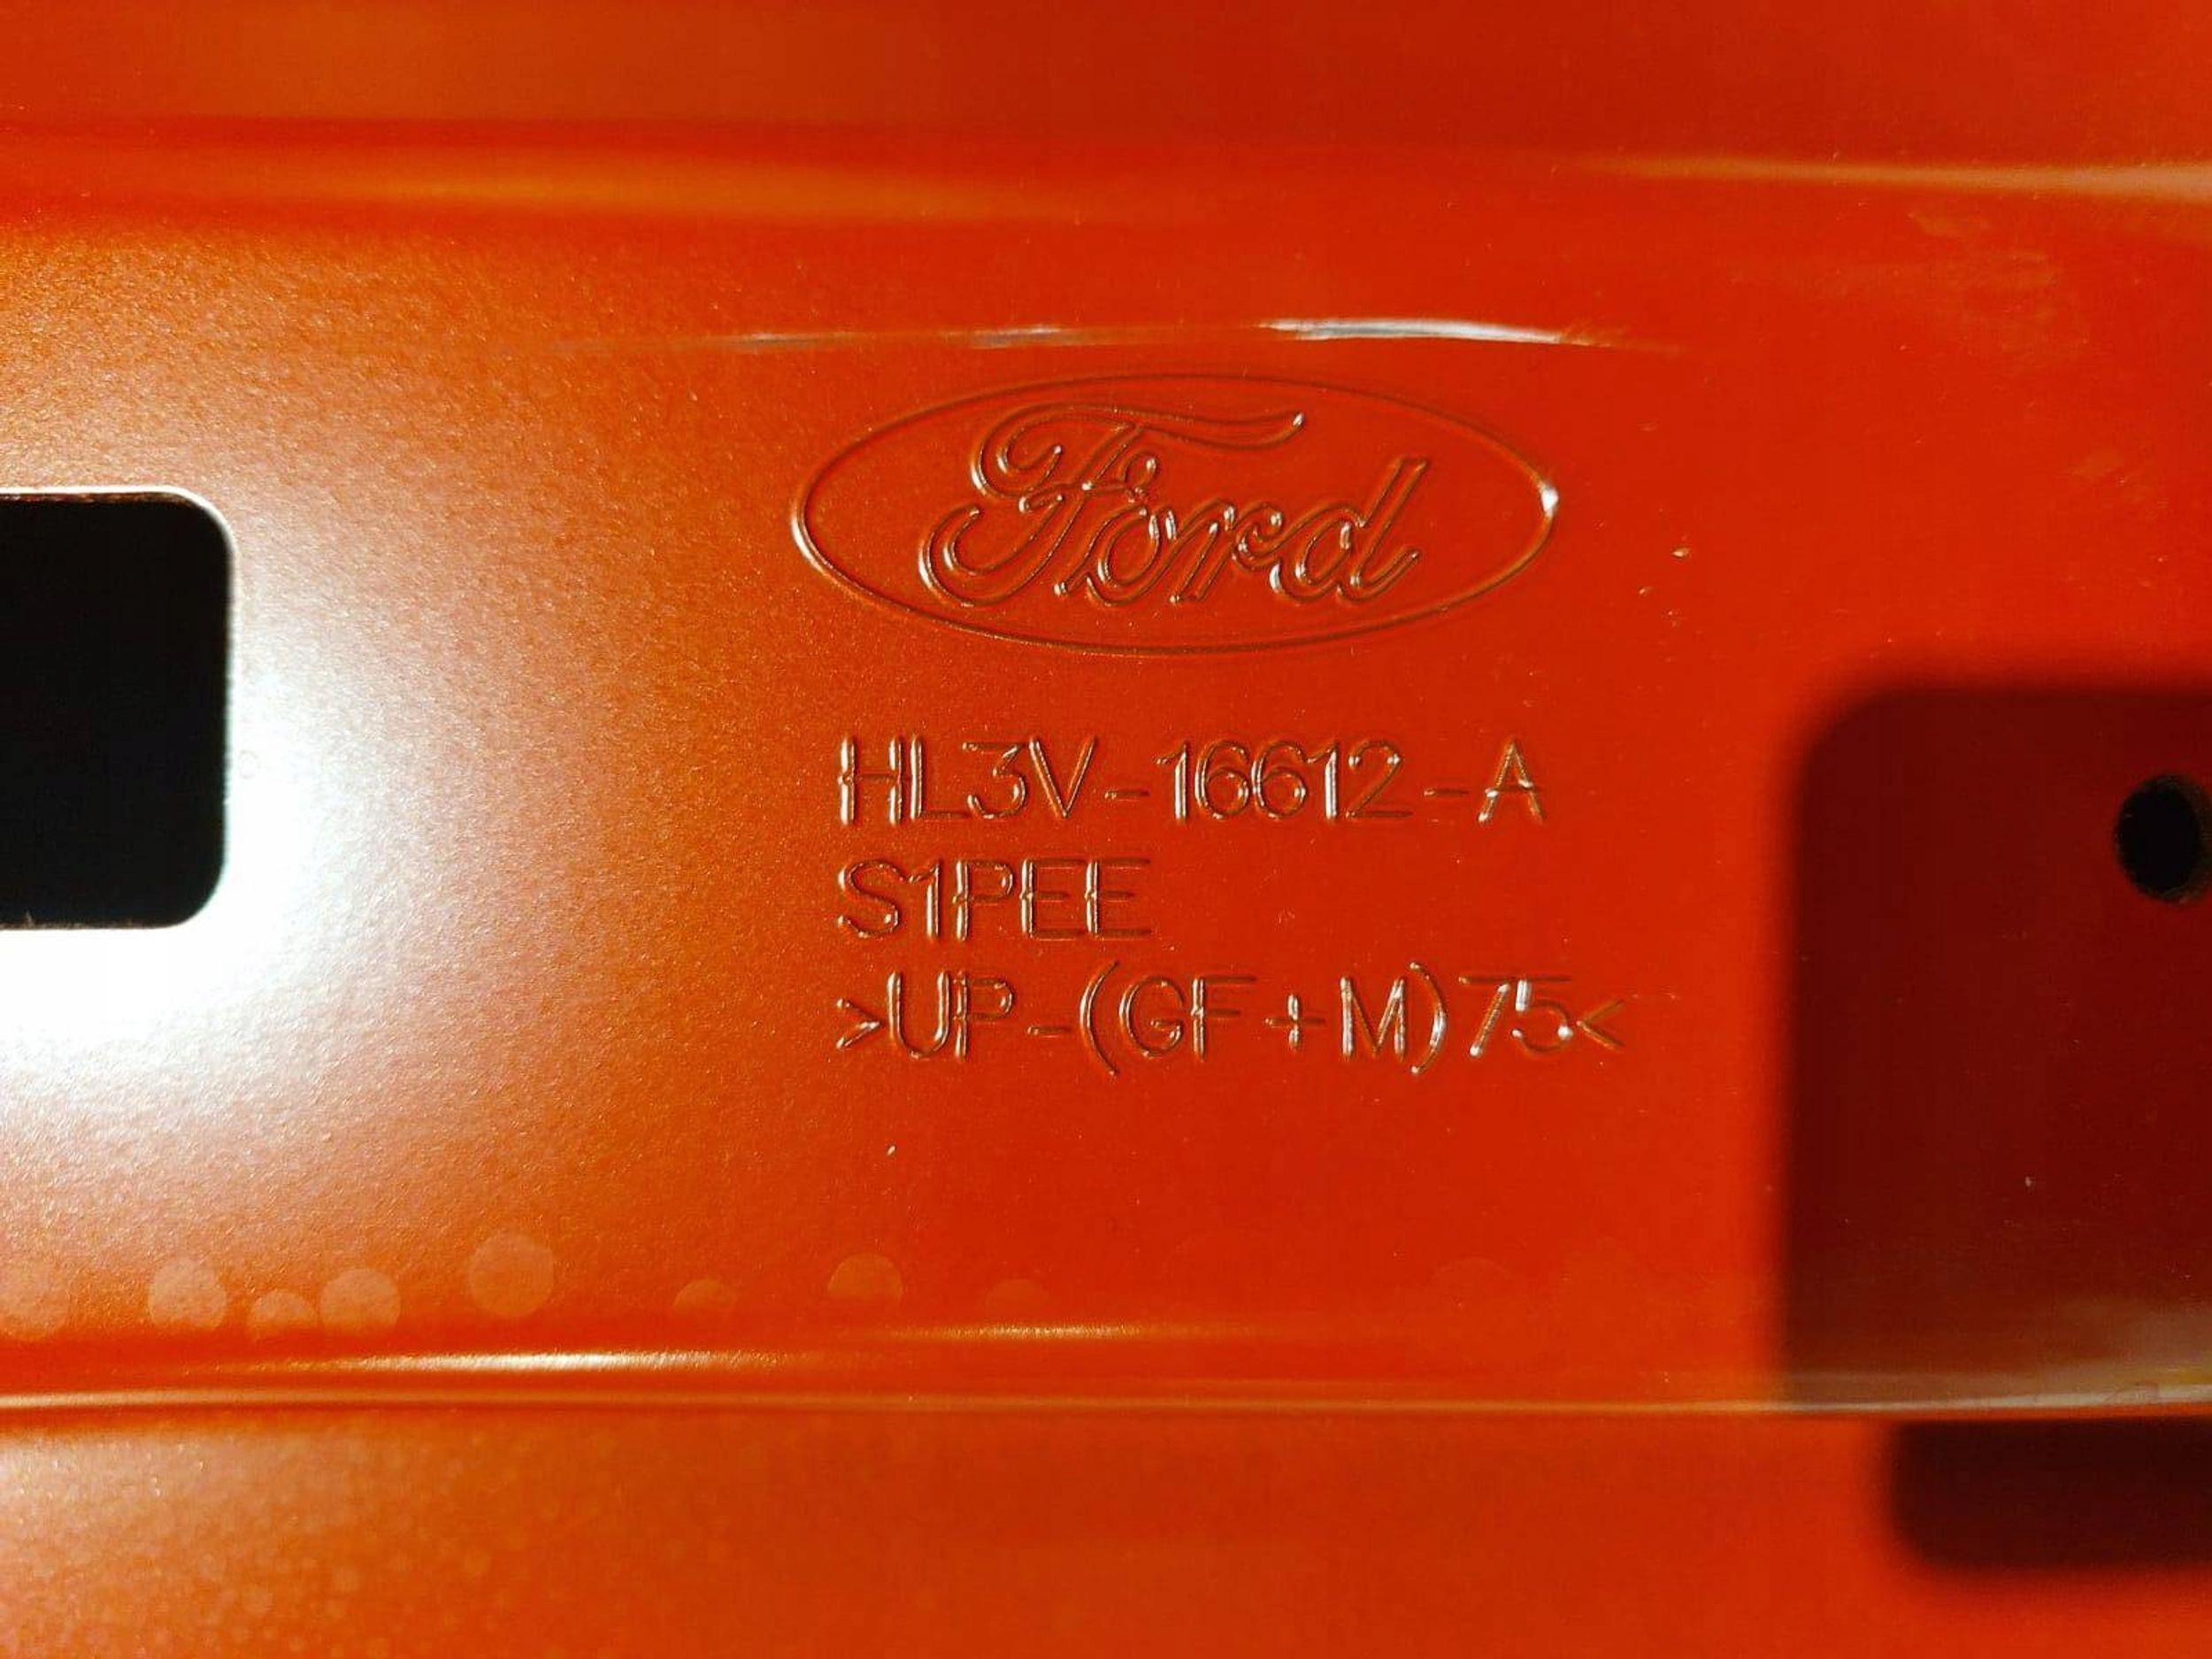 Ford
HL3V-16612-A
S1PEE
>UP-(GF+M)75<